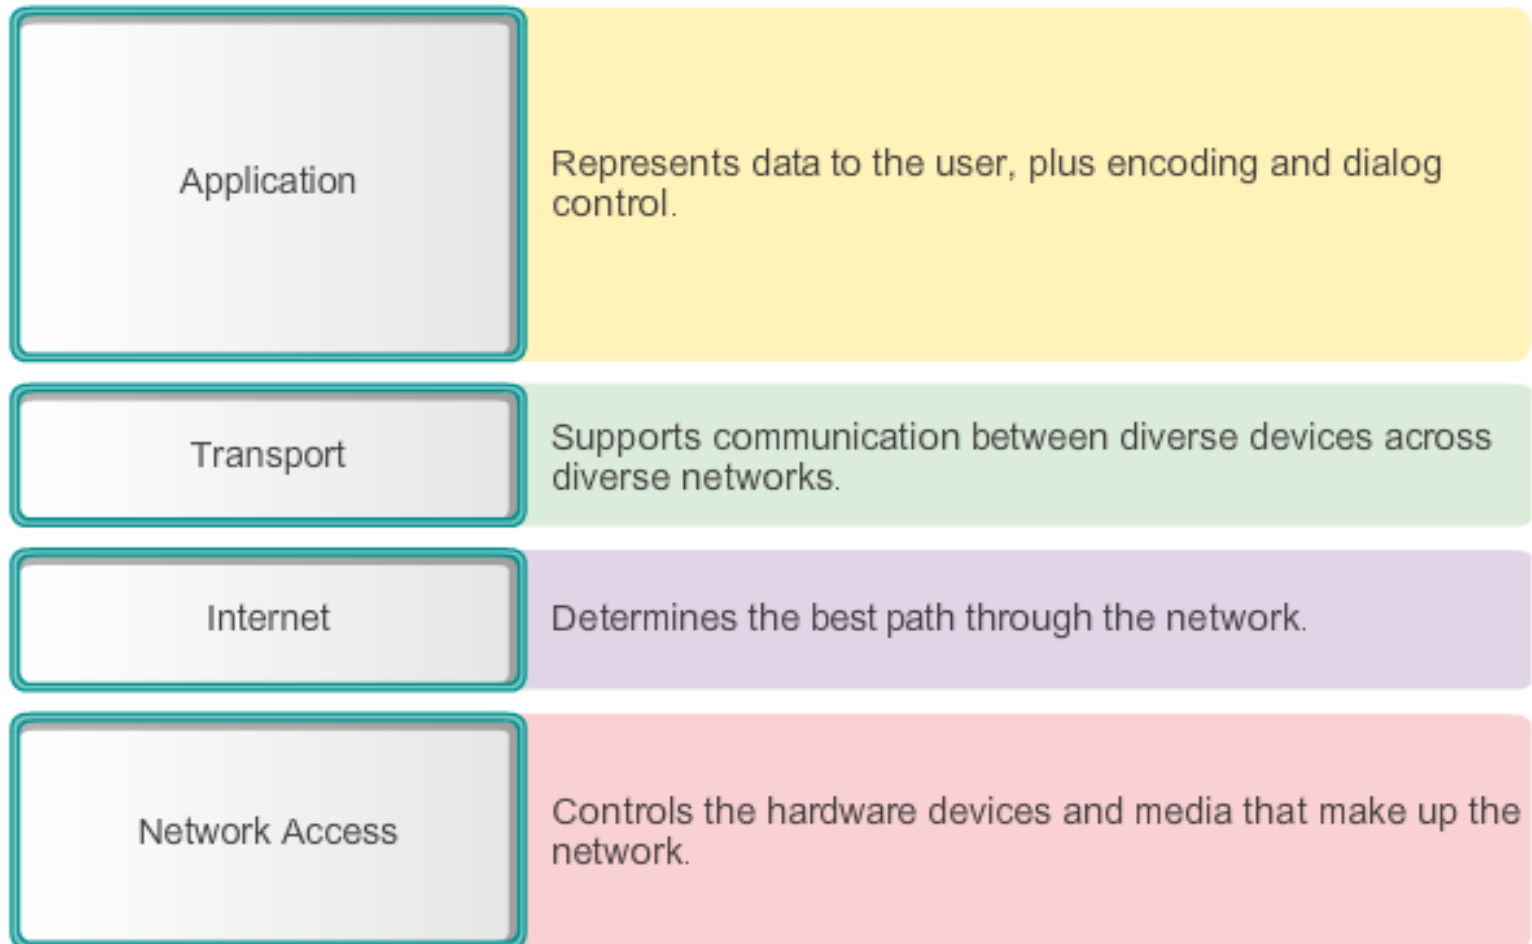 Application
Represents data to the user, plus encoding and dialog
control.
Transport
Supports communication between diverse devices across
diverse networks.
Internet
Determines the best path through the network.
Network Access
Controls the hardware devices and media that make up the
network.